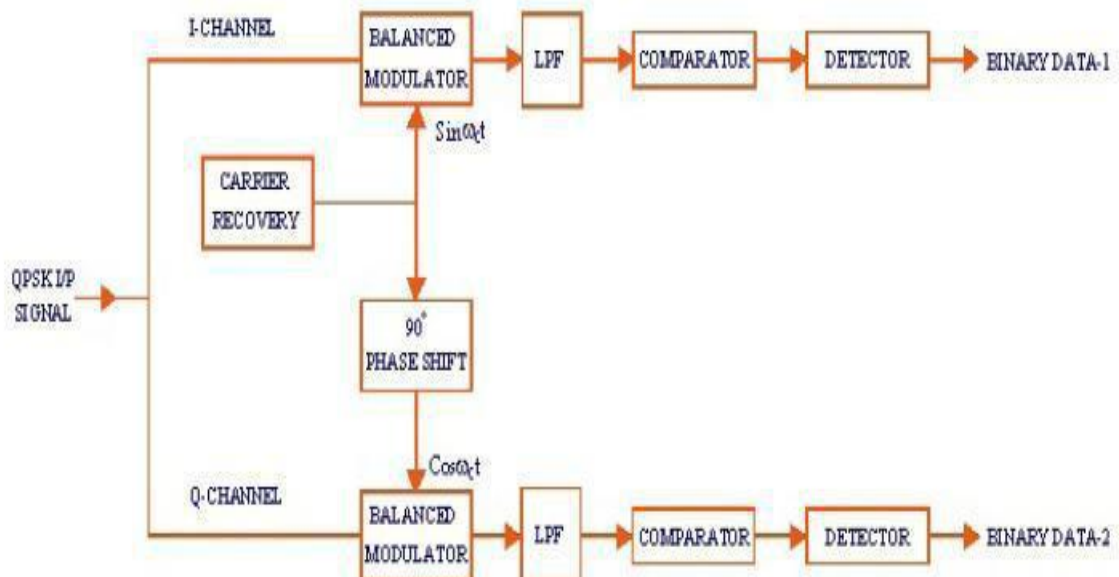 I-CHANNEL
BALANCED
MODULATOR
LPF
COMPARATOR
DETECTOR
BINARY DATA-1
Sinωct
CARRIER
RECOVERY
QPSK I/P
SIGNAL
90°
PHASE SHIFT
Cosωct
Q-CHANNEL
BALANCED
MODULATOR
LPF
COMPARATOR
DETECTOR
BINARY DATA-2